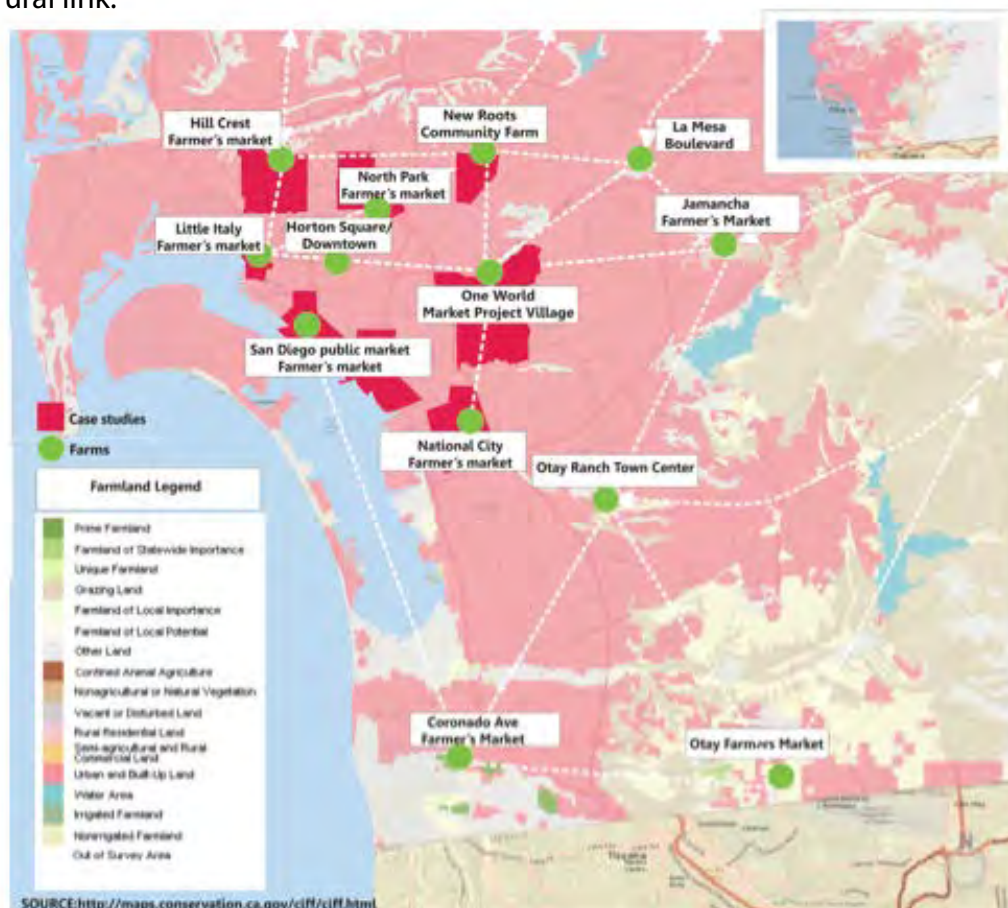 ural link.
Hill Crest
Farmer's market
New Roots
Community Farm
La Mesa
Boulevard
North Park
Farmer's market
Jamancha
Farmer's Market
Little Italy
Farmer's market
Horton Square/
Downtown
One World
Market Project Village
San Diego public market
Farmer's market
Case studies
Farms
National City
Farmer's market
Otay Ranch Town Center
Farmland Legend
Prime Farmland
Farmland of Statewide Importance
Unique Farmland
Grazing Land
Farmland of Local Importance
Farmland of Local Potential
Other Land
Confined Animal Agriculture
Nonagricultural or Natural Vegetation
Vacant or Disturbed Land
Rural Residential Land
Semi-agricultural and Rural
Commercial Land
Urban and Built-Up Land
Water Area
Irrigated Farmland
Nonirrigated Farmland
Out of Survey Area
Coronado Ave
Farmer's Market
Otay Farmers Market
Tijuana
SOURCE:http://maps.conservation.ca.gov/ciff/ciff.html